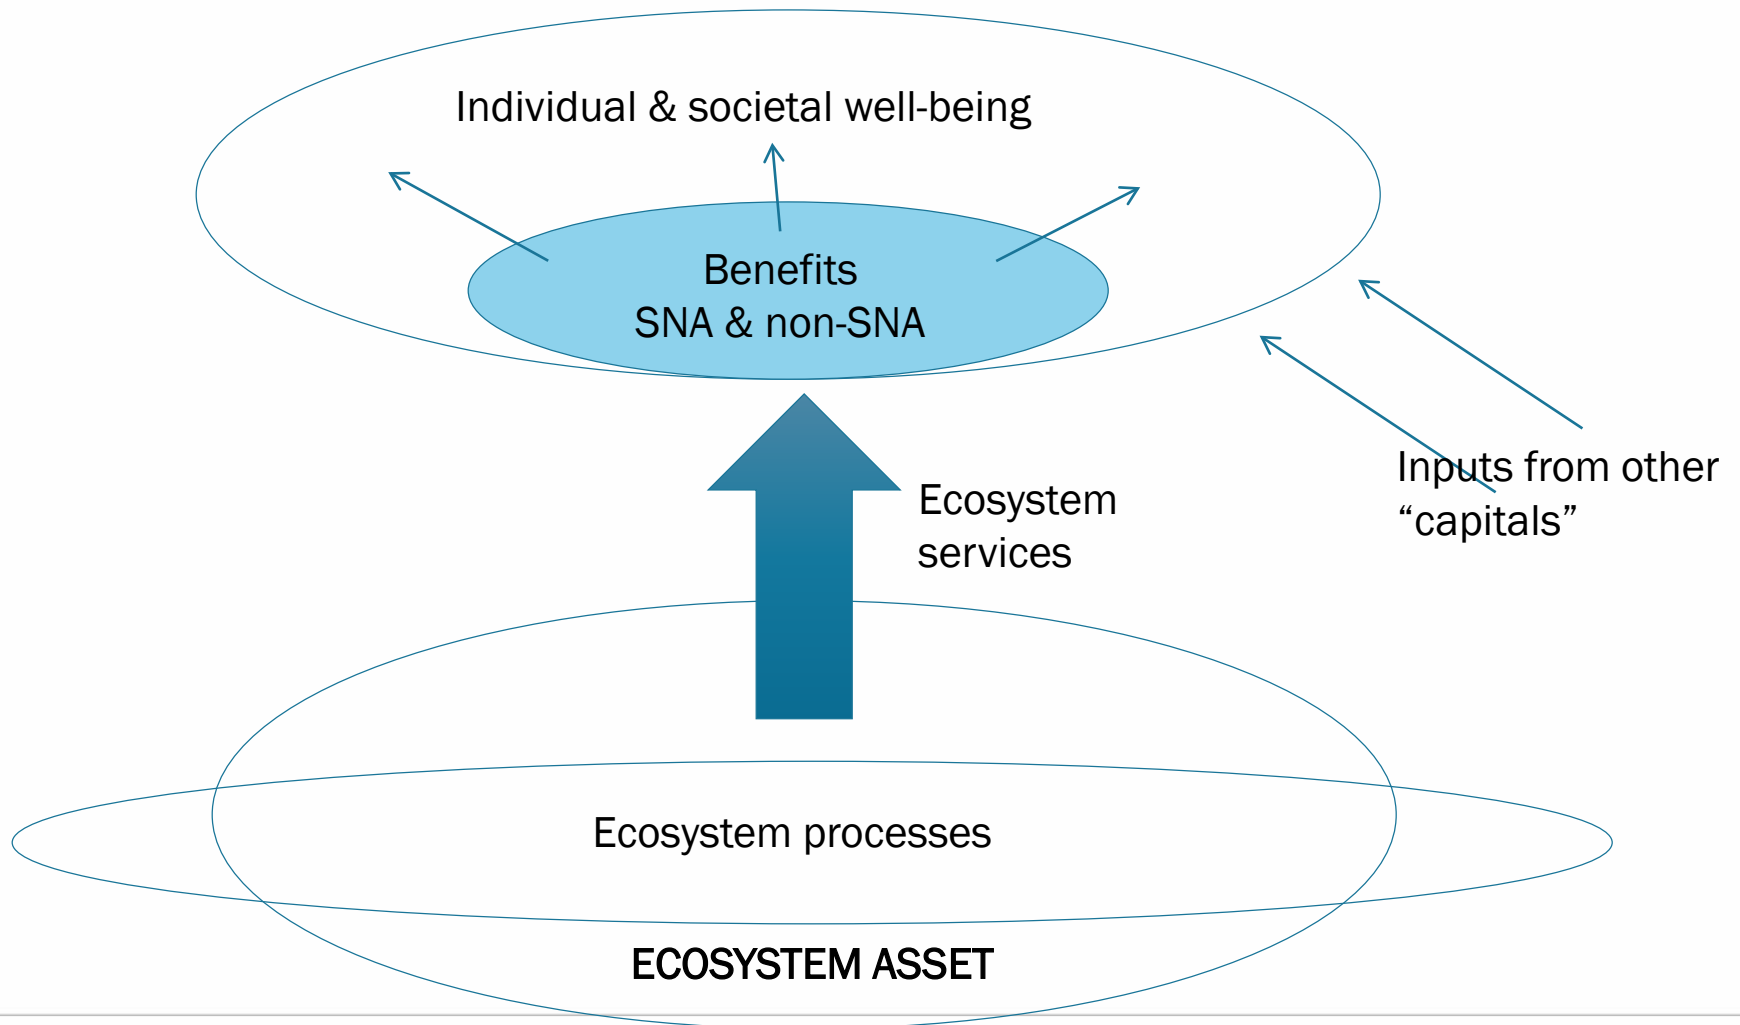 Individual & societal well-being
Benefits
SNA & non-SNA
Inputs from other
“capitals”
Ecosystem
services
Ecosystem processes
ECOSYSTEM ASSET